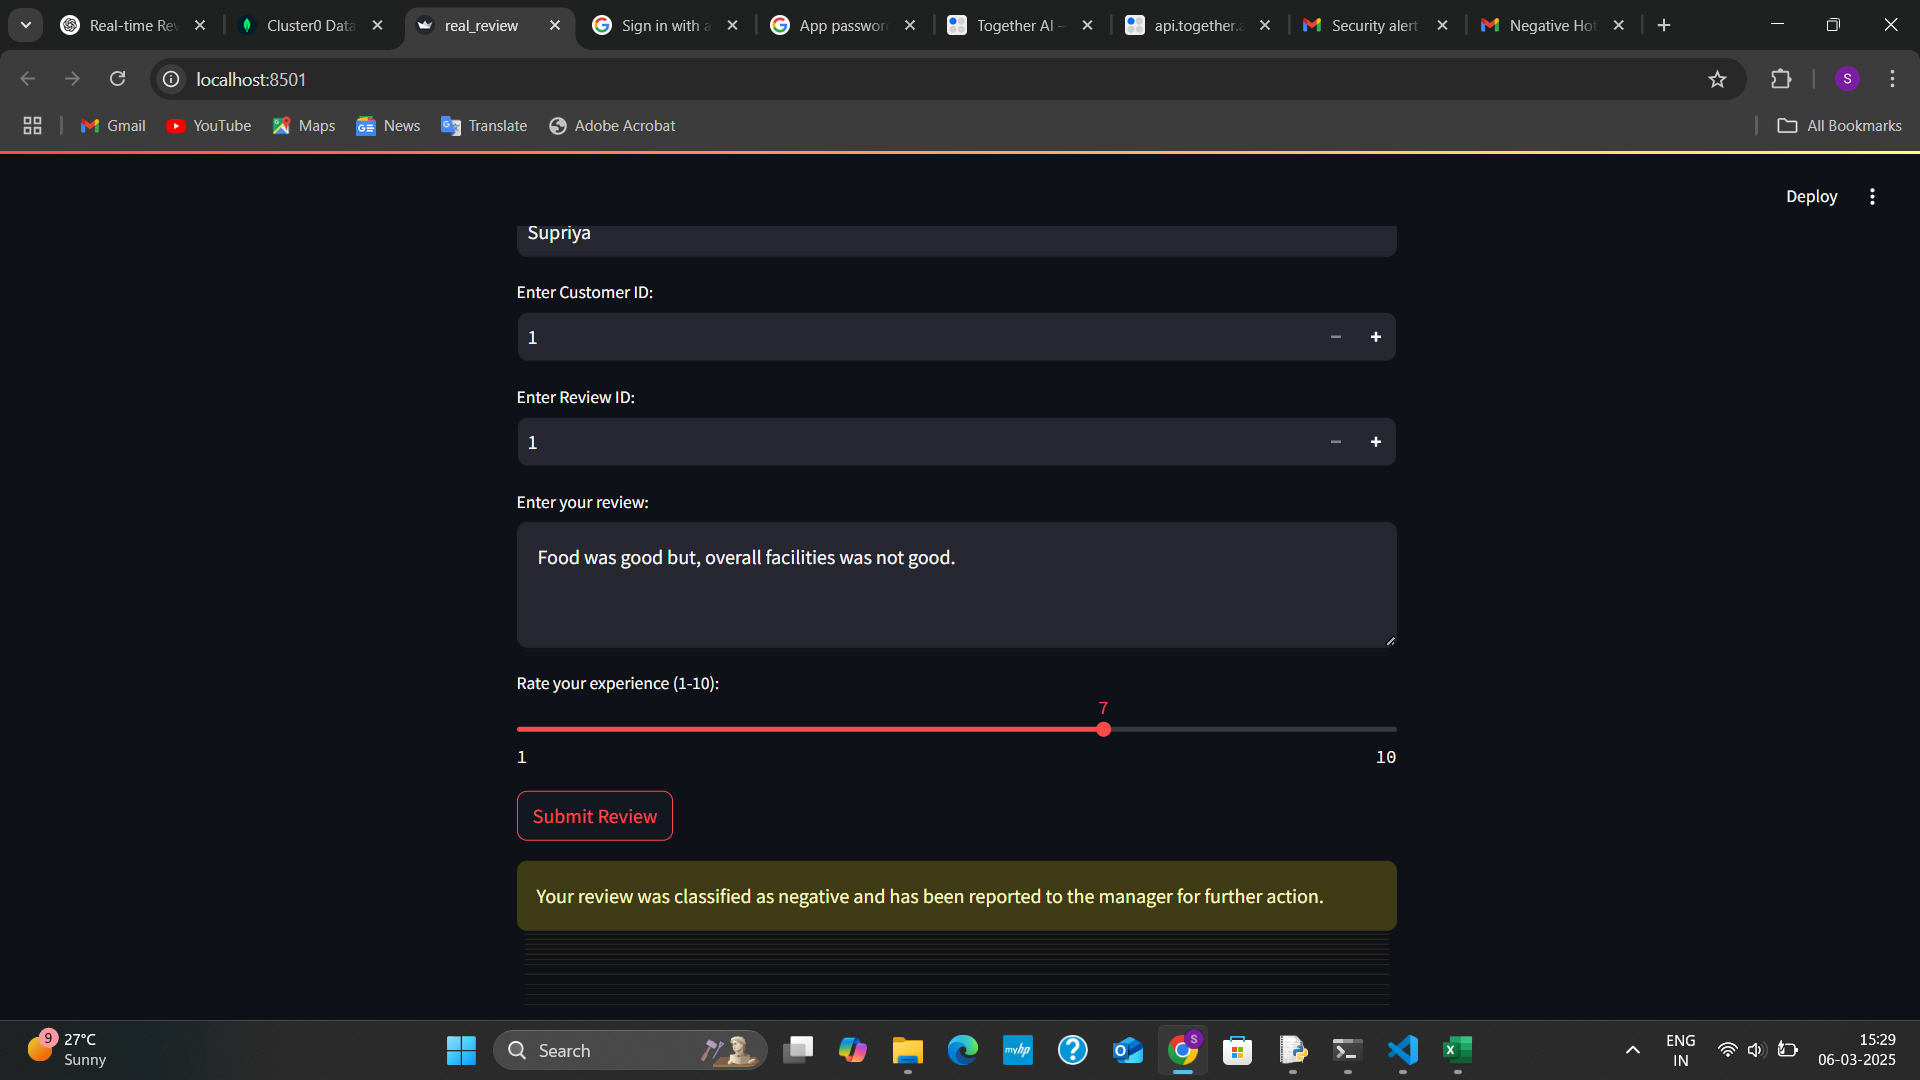 Real-time Rev
Cluster0 Data
real_review
Sign in with a
App passwor
Together AI –
api.together.a
Security alert
Negative Hot
localhost:8501
S
Gmail
YouTube
Maps
News
Translate
Adobe Acrobat
All Bookmarks
Deploy
Supriya
Enter Customer ID:
1
Enter Review ID:
1
Enter your review:
Food was good but, overall facilities was not good.
Rate your experience (1-10):
7
1
10
Submit Review
Your review was classified as negative and has been reported to the manager for further action.
9
27°C
Sunny
Search
myhp
S
ENG
IN
15:29
06-03-2025